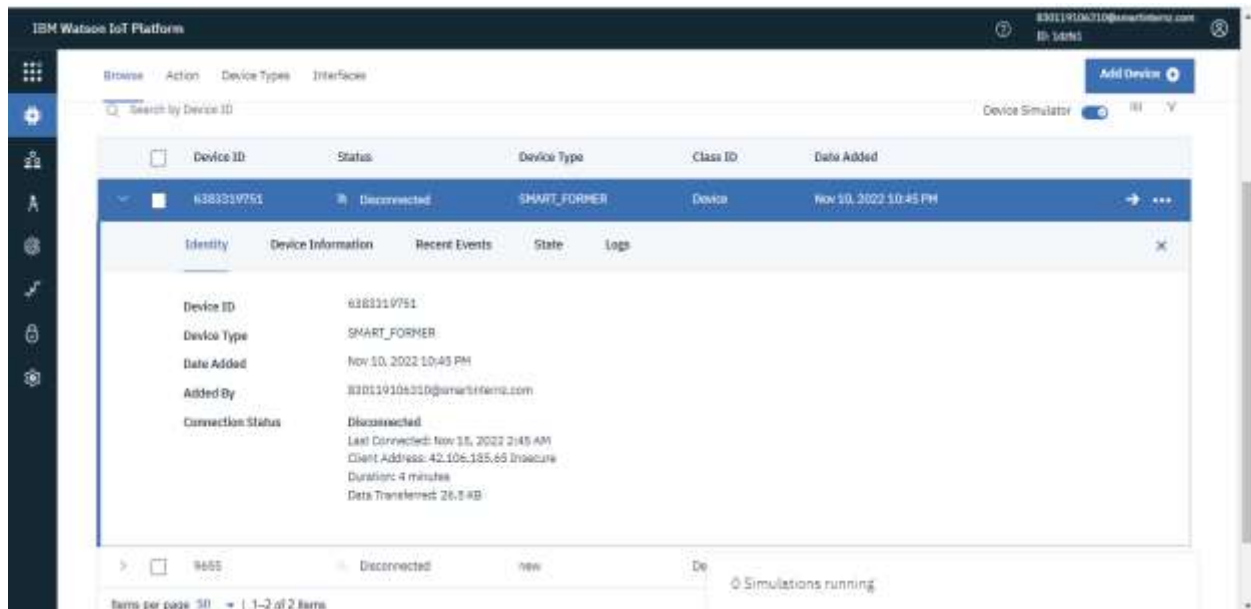 IBM Watson IoT Platform
830119106310@smartinternz.com
ID:
Browse Action Device Types Interfaces
Add Device
Search by Device ID
Device Simulator
Device ID Status Device Type Class ID Date Added
6383319751 Disconnected SMART_FORMER Device Nov 10, 2022 10:45 PM
Identity Device Information Recent Events State Logs
Device ID 6383319751
Device Type SMART_FORMER
Date Added Nov 10, 2022 10:45 PM
Added By 830119106310@smartinternz.com
Connection Status Disconnected
Last Connected: Nov 2022 2:45 AM
Client Address: 42.106.185.65 Insecure
Duration: 4 minutes
Data Transferred: 26.5 KB
9655 Disconnected new De
0 Simulations running
Items per page 50 | 1–2 of 2 items